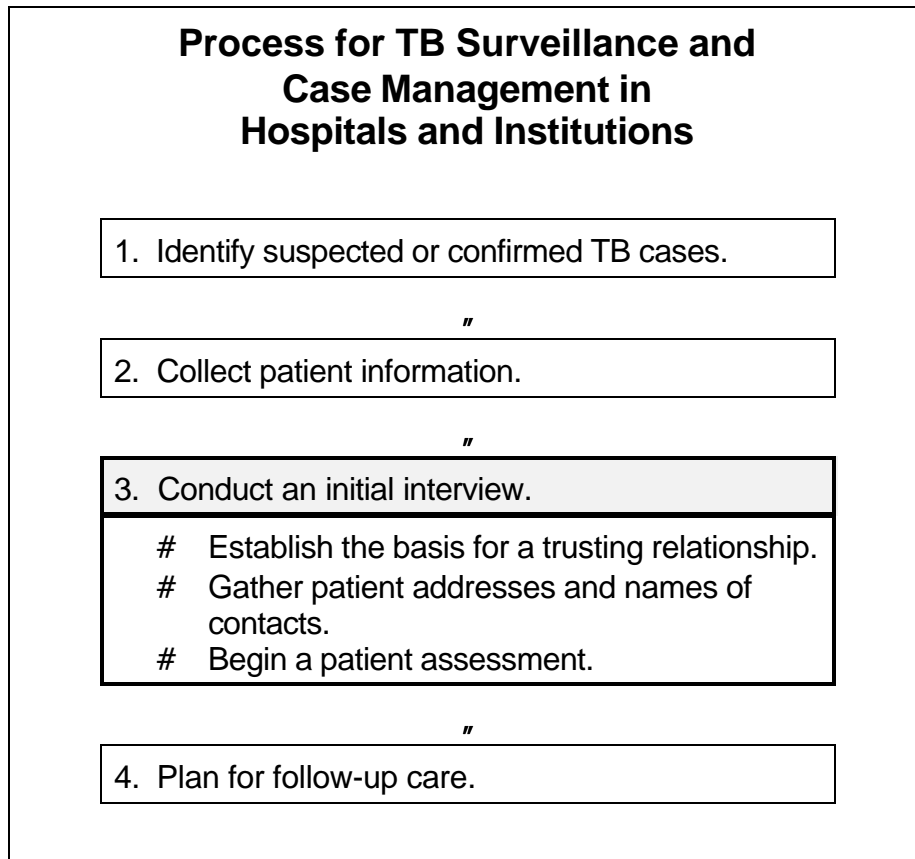 Process for TB Surveillance and
Case Management in
Hospitals and Institutions
1. Identify suspected or confirmed TB cases.
"
2. Collect patient information.
"
3. Conduct an initial interview.
# Establish the basis for a trusting relationship.
# Gather patient addresses and names of
contacts.
# Begin a patient assessment.
"
4. Plan for follow-up care.